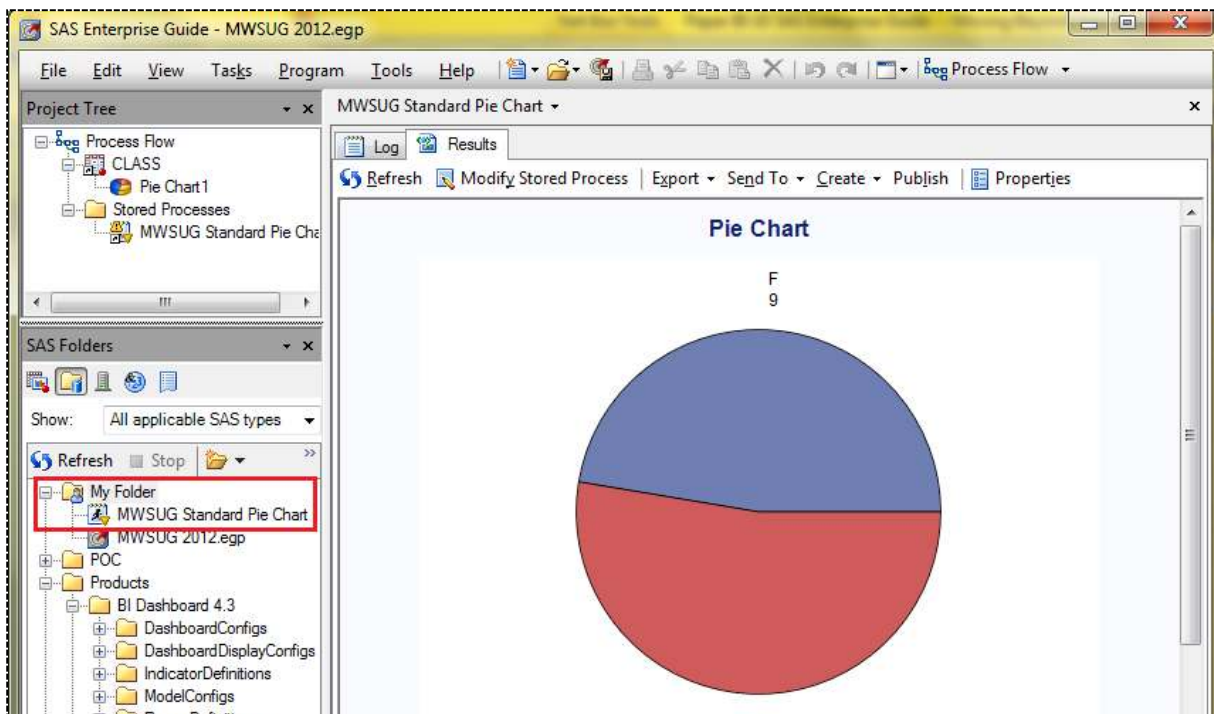 SAS Enterprise Guide - MWSUG 2012.egp
File Edit View Tasks Program Tools Help Process Flow
Project Tree
Process Flow
CLASS
Pie Chart1
Stored Processes
MWSUG Standard Pie Cha
SAS Folders
Show: All applicable SAS types
Refresh Stop
My Folder
MWSUG Standard Pie Chart
MWSUG 2012.egp
POC
Products
BI Dashboard 4.3
DashboardConfigs
DashboardDisplayConfigs
IndicatorDefinitions
ModelConfigs
MWSUG Standard Pie Chart
Log Results
Refresh Modify Stored Process Export Send To Create Publish Properties
Pie Chart
F
9